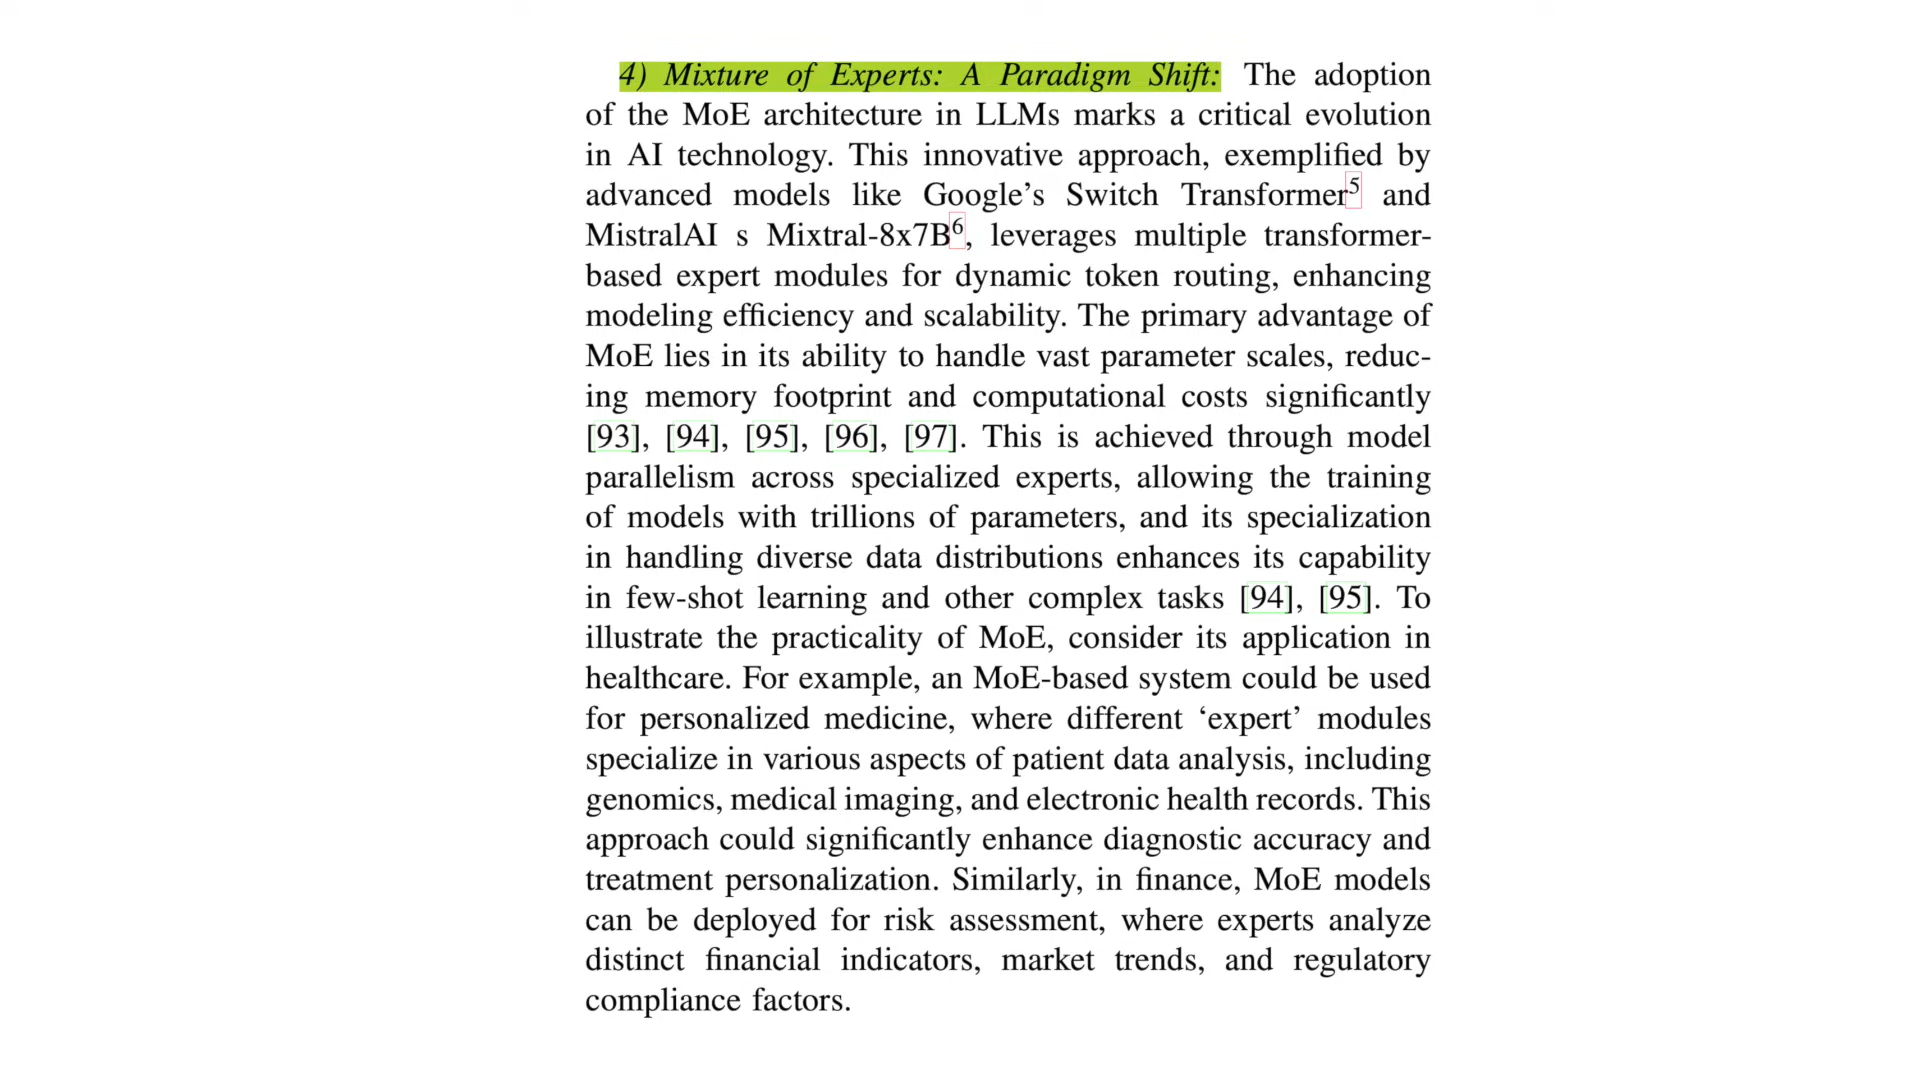 4) Mixture of Experts: A Paradigm Shift: The adoption
of the MoE architecture in LLMs marks a critical evolution
in AI technology. This innovative approach, exemplified by
advanced models like Google’s Switch Transformer5 and
MistralAI s Mixtral-8x7B6, leverages multiple transformer-
based expert modules for dynamic token routing, enhancing
modeling efficiency and scalability. The primary advantage of
MoE lies in its ability to handle vast parameter scales, reduc-
ing memory footprint and computational costs significantly
[93], [94], [95], [96], [97]. This is achieved through model
parallelism across specialized experts, allowing the training
of models with trillions of parameters, and its specialization
in handling diverse data distributions enhances its capability
in few-shot learning and other complex tasks [94], [95]. To
illustrate the practicality of MoE, consider its application in
healthcare. For example, an MoE-based system could be used
for personalized medicine, where different ‘expert’ modules
specialize in various aspects of patient data analysis, including
genomics, medical imaging, and electronic health records. This
approach could significantly enhance diagnostic accuracy and
treatment personalization. Similarly, in finance, MoE models
can be deployed for risk assessment, where experts analyze
distinct financial indicators, market trends, and regulatory
compliance factors.